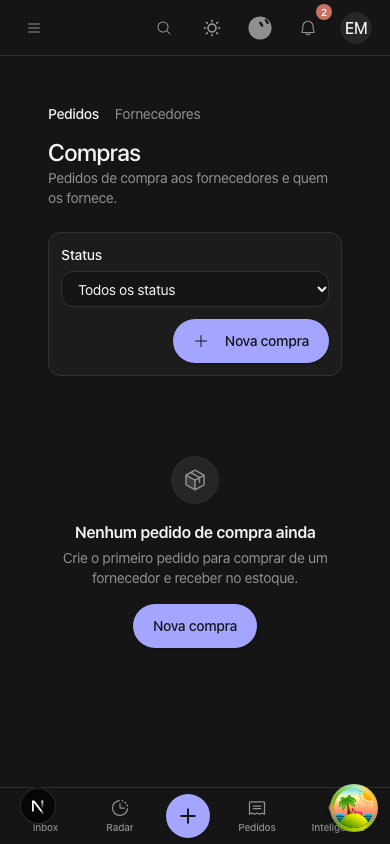 2
EM
Pedidos Fornecedores
Compras
Pedidos de compra aos fornecedores e quem
os fornece.
Status
Todos os status
Nova compra
Nenhum pedido de compra ainda
Crie o primeiro pedido para comprar de um
fornecedor e receber no estoque.
Nova compra
N
Inbox Radar Pedidos